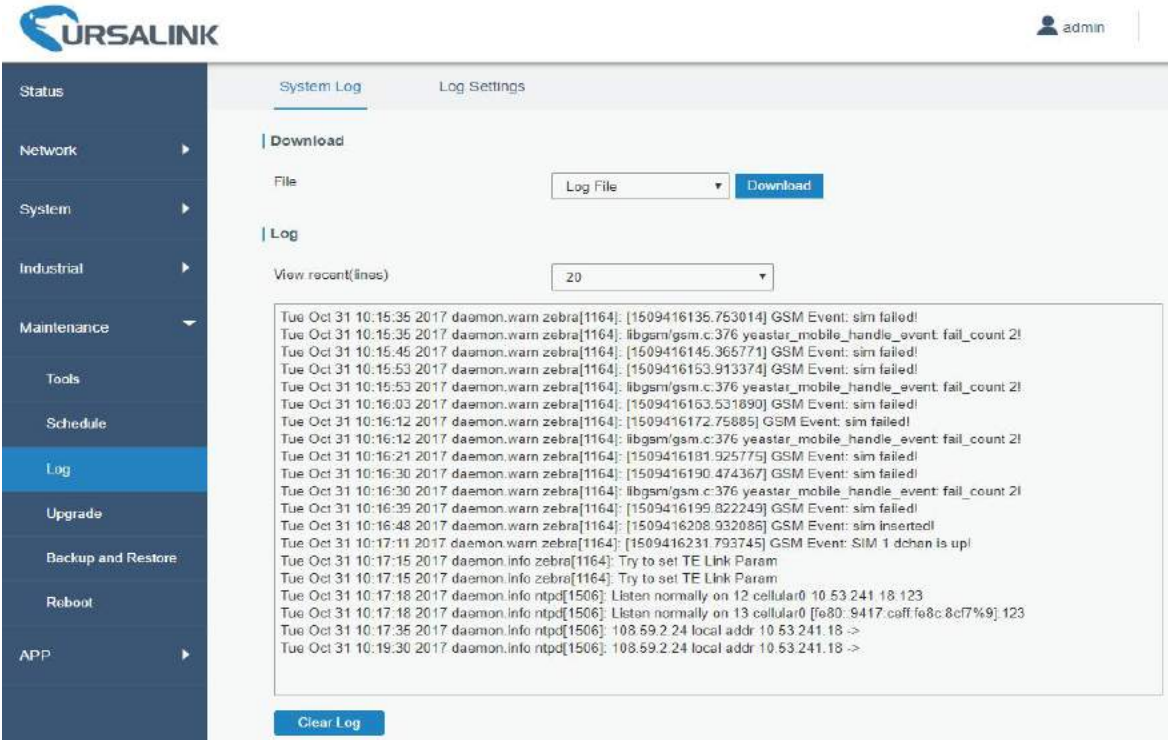 URSALINK
admin
Status
Network
System
Industrial
Maintenance
Tools
Schedule
Log
Upgrade
Backup and Restore
Reboot
APP
System Log Log Settings
Download
File Log File Download
Log
View recent(lines) 20
Tue Oct 31 10:15:35 2017 daemon.warn zebra[1164]: [1509416135.753014] GSM Event: sim failed!
Tue Oct 31 10:15:35 2017 daemon.warn zebra[1164]: libgsm/gsm.c:376 yeastar_mobile_handle_event: fail_count 2!
Tue Oct 31 10:15:45 2017 daemon.warn zebra[1164]: [1509416145.365771] GSM Event: sim failed!
Tue Oct 31 10:15:53 2017 daemon.warn zebra[1164]: [1509416153.913374] GSM Event: sim failed!
Tue Oct 31 10:15:53 2017 daemon.warn zebra[1164]: libgsm/gsm.c:376 yeastar_mobile_handle_event: fail_count 2!
Tue Oct 31 10:16:03 2017 daemon.warn zebra[1164]: [1509416163.531890] GSM Event: sim failed!
Tue Oct 31 10:16:12 2017 daemon.warn zebra[1164]: [1509416172.75885] GSM Event: sim failed!
Tue Oct 31 10:16:12 2017 daemon.warn zebra[1164]: libgsm/gsm.c:376 yeastar_mobile_handle_event: fail_count 2!
Tue Oct 31 10:16:21 2017 daemon.warn zebra[1164]: [1509416181.925775] GSM Event: sim failed!
Tue Oct 31 10:16:30 2017 daemon.warn zebra[1164]: [1509416190.474367] GSM Event: sim failed!
Tue Oct 31 10:16:30 2017 daemon.warn zebra[1164]: libgsm/gsm.c:376 yeastar_mobile_handle_event: fail_count 2!
Tue Oct 31 10:16:39 2017 daemon.warn zebra[1164]: [1509416199.822249] GSM Event: sim failed!
Tue Oct 31 10:16:48 2017 daemon.warn zebra[1164]: [1509416208.932086] GSM Event: sim inserted!
Tue Oct 31 10:17:11 2017 daemon.warn zebra[1164]: [1509416231.793745] GSM Event: SIM 1 dchan is up!
Tue Oct 31 10:17:15 2017 daemon.info zebra[1164]: Try to set TE Link Param
Tue Oct 31 10:17:15 2017 daemon.info zebra[1164]: Try to set TE Link Param
Tue Oct 31 10:17:18 2017 daemon.info ntpd[1506]: Listen normally on 12 cellular0 10.53.241.18:123
Tue Oct 31 10:17:18 2017 daemon.info ntpd[1506]: Listen normally on 13 cellular0 [fe80::9417:caff:fe8c:8cf7%9]:123
Tue Oct 31 10:17:35 2017 daemon.info ntpd[1506]: 108.59.2.24 local addr 10.53.241.18 ->
Tue Oct 31 10:19:30 2017 daemon.info ntpd[1506]: 108.59.2.24 local addr 10.53.241.18 ->
Clear Log